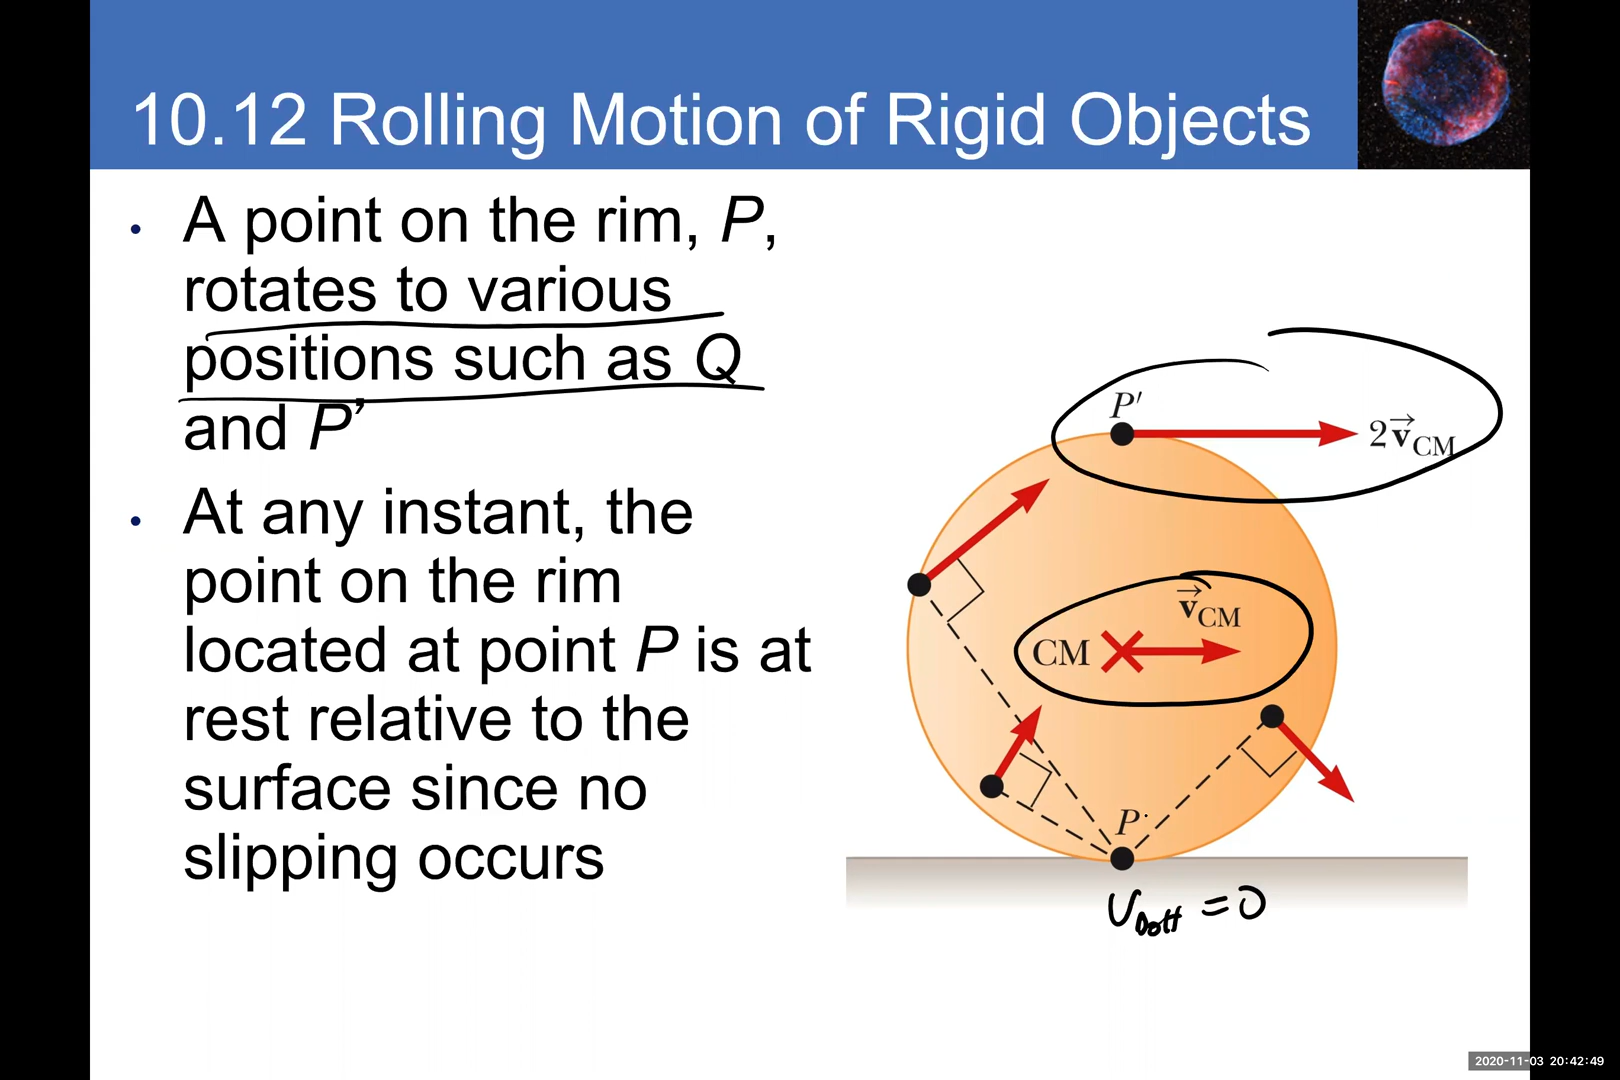 10.12 Rolling Motion of Rigid Objects
• A point on the rim, P,
rotates to various
positions such as Q
and P’
• At any instant, the
point on the rim
located at point P is at
rest relative to the
surface since no
slipping occurs
P′
2v⃗CM
v⃗CM
CM
P
= 0
2020-11-03 20:42:49